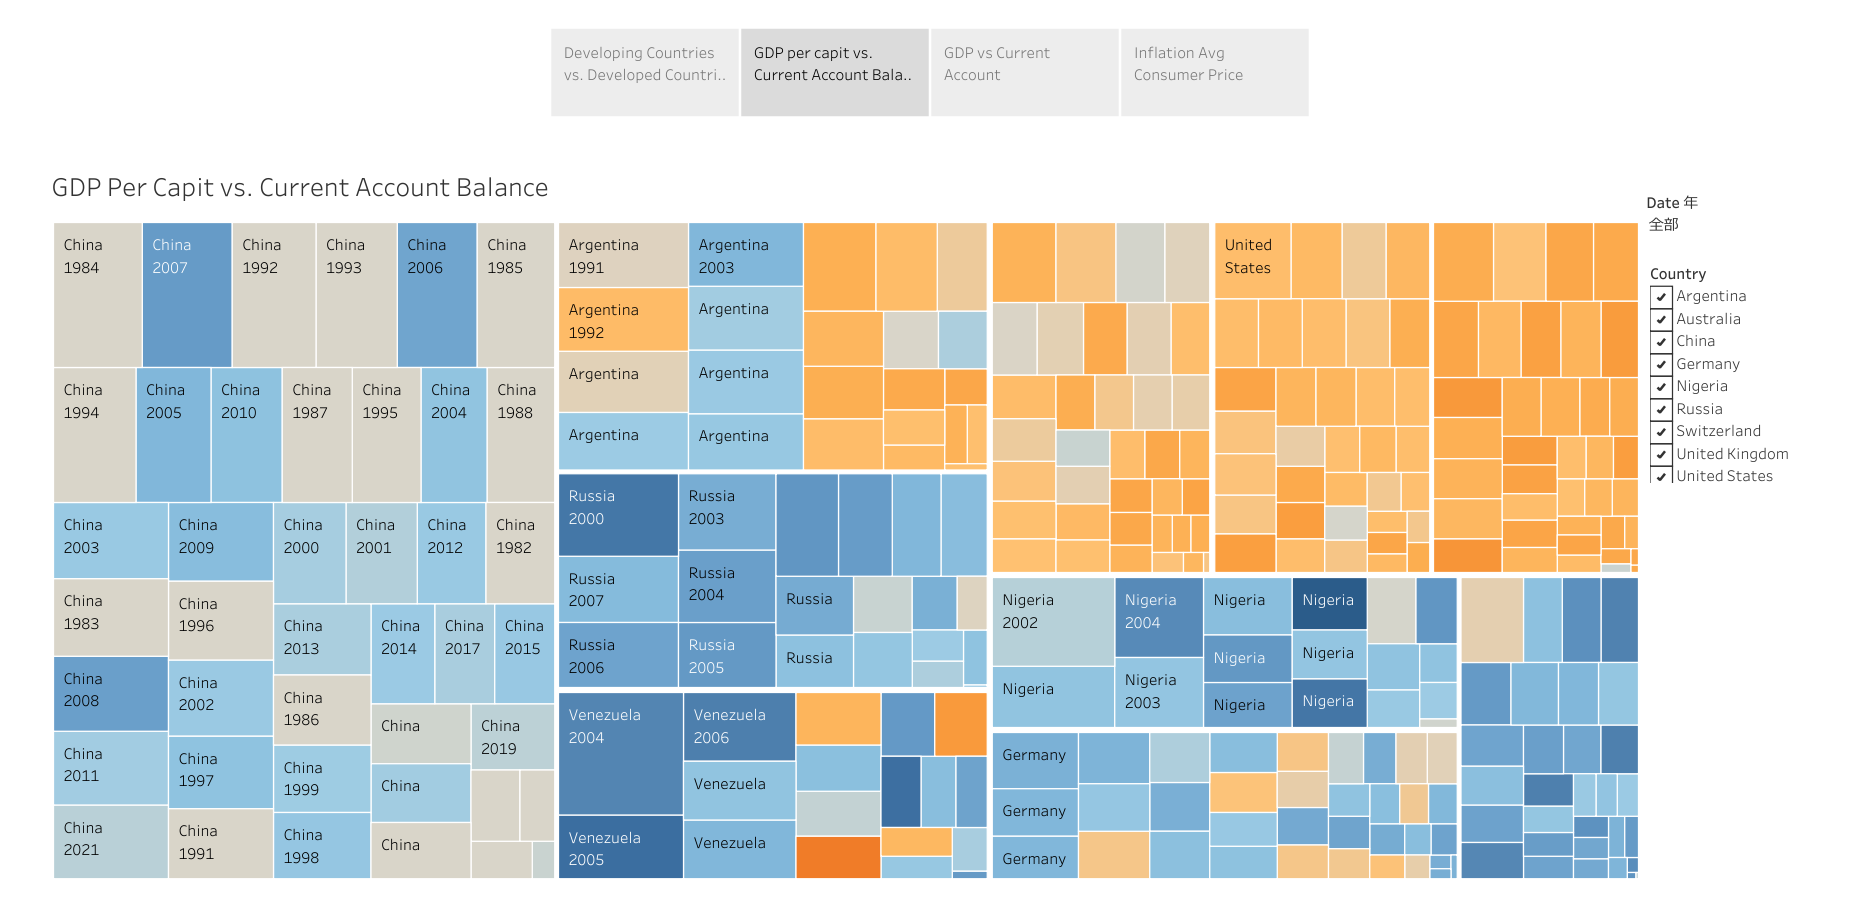 Developing Countries
vs. Developed Countri..
GDP per capit vs.
Current Account Bala..
GDP vs Current
Account
Inflation Avg
Consumer Price
GDP Per Capit vs. Current Account Balance
China
1984
China
2007
China
1992
China
1993
China
2006
China
1985
China
1994
China
2005
China
2010
China
1987
China
1995
China
2004
China
1988
China
2003
China
2009
China
2000
China
2001
China
2012
China
1982
China
1983
China
1996
China
2013
China
2014
China
2017
China
2015
China
2008
China
2002
China
1986
China
China
2019
China
2011
China
1997
China
1999
China
China
2021
China
1991
China
1998
China
Argentina
1991
Argentina
2003
Argentina
1992
Argentina
Argentina
Argentina
Argentina
Argentina
Russia
2000
Russia
2003
Russia
2007
Russia
2004
Russia
Russia
2006
Russia
2005
Russia
Venezuela
2004
Venezuela
2006
Venezuela
Venezuela
2005
Venezuela
United
States
Nigeria
2002
Nigeria
2004
Nigeria
Nigeria
Nigeria
Nigeria
Nigeria
Nigeria
2003
Nigeria
Nigeria
Germany
Germany
Germany
Date 年
全部
Country
Argentina
Australia
China
Germany
Nigeria
Russia
Switzerland
United Kingdom
United States